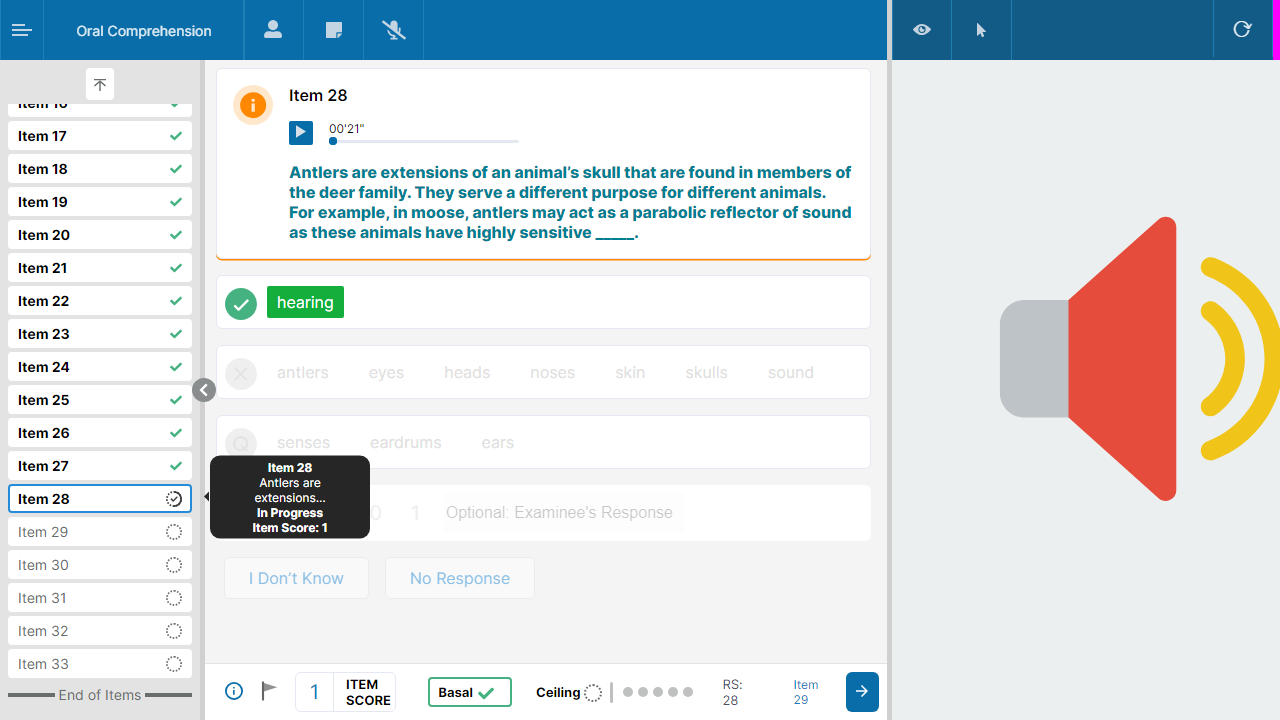 Oral Comprehension
Item 16
Item 17
Item 18
Item 19
Item 20
Item 21
Item 22
Item 23
Item 24
Item 25
Item 26
Item 27
Item 28
Item 29
Item 30
Item 31
Item 32
Item 33
End of Items
Item 28
00'21"
Antlers are extensions of an animal’s skull that are found in members of
the deer family. They serve a different purpose for different animals.
For example, in moose, antlers may act as a parabolic reflector of sound
as these animals have highly sensitive _____.
hearing
antlers eyes heads noses skin skulls sound
Q senses eardrums ears
Item 28
Antlers are
extensions...
In Progress
Item Score: 1
0 1 Optional: Examinee's Response
I Don’t Know No Response
1 ITEM SCORE
Basal
Ceiling
RS: 28
Item 29